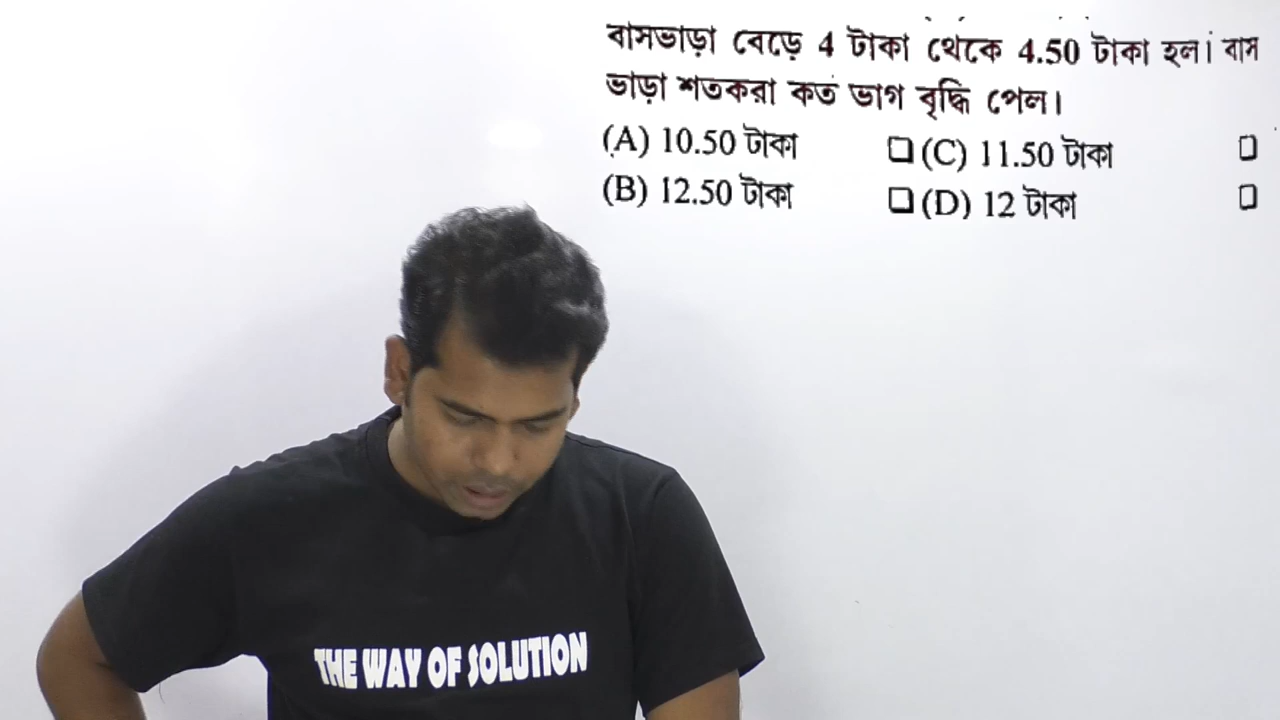 বাসভাড়া বেড়ে 4 টাকা থেকে 4.50 টাকা হল। বাস
ভাড়া শতকরা কত ভাগ বৃদ্ধি পেল।
(A) 10.50 টাকা ☐ (C) 11.50 টাকা ☐
(B) 12.50 টাকা ☐ (D) 12 টাকা ☐
THE WAY OF SOLUTION